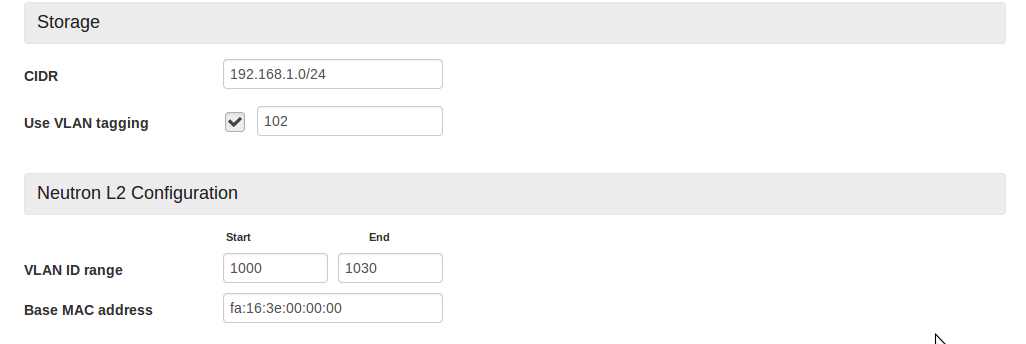 Storage
CIDR 192.168.1.0/24
Use VLAN tagging 102
Neutron L2 Configuration
Start End
VLAN ID range 1000 1030
Base MAC address fa:16:3e:00:00:00